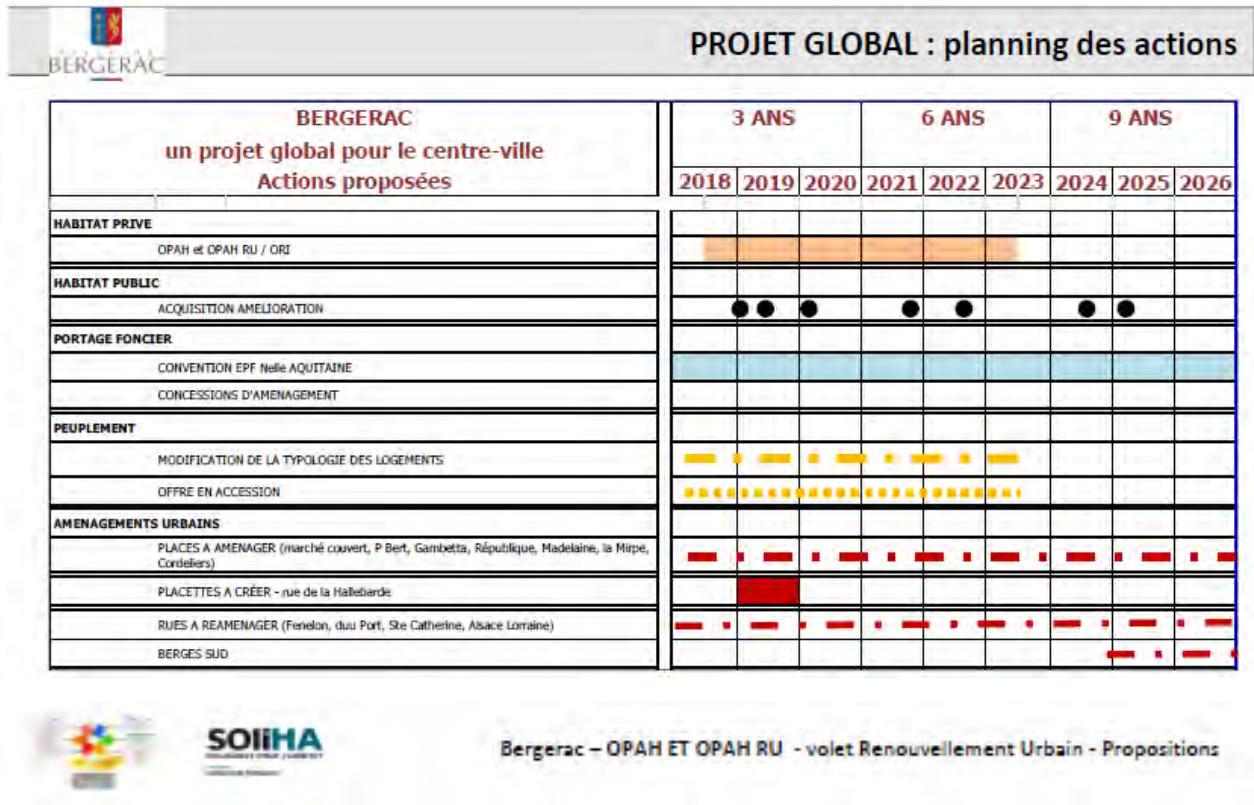 BERGERAC
PROJET GLOBAL : planning des actions
BERGERAC
un projet global pour le centre-ville
Actions proposées
3 ANS 6 ANS 9 ANS
2018 2019 2020 2021 2022 2023 2024 2025 2026
HABITAT PRIVE
OPAH et OPAH RU / ORI
HABITAT PUBLIC
ACQUISITION AMELIORATION
PORTAGE FONCIER
CONVENTION EPF Nelle AQUITAINE
CONCESSIONS D'AMENAGEMENT
PEUPLEMENT
MODIFICATION DE LA TYPOLOGIE DES LOGEMENTS
OFFRE EN ACCESSION
AMENAGEMENTS URBAINS
PLACES A AMENAGER (marché couvert, P Bert, Gambetta, République, Madelaine, la Mirpe,
Cordeliers)
PLACETTES A CRÉER - rue de la Hallebarde
RUES A REAMENAGER (Fenelon, duu Port, Ste Catherine, Alsace Lorraine)
BERGES SUD
SOliHA
Bergerac – OPAH ET OPAH RU - volet Renouvellement Urbain - Propositions